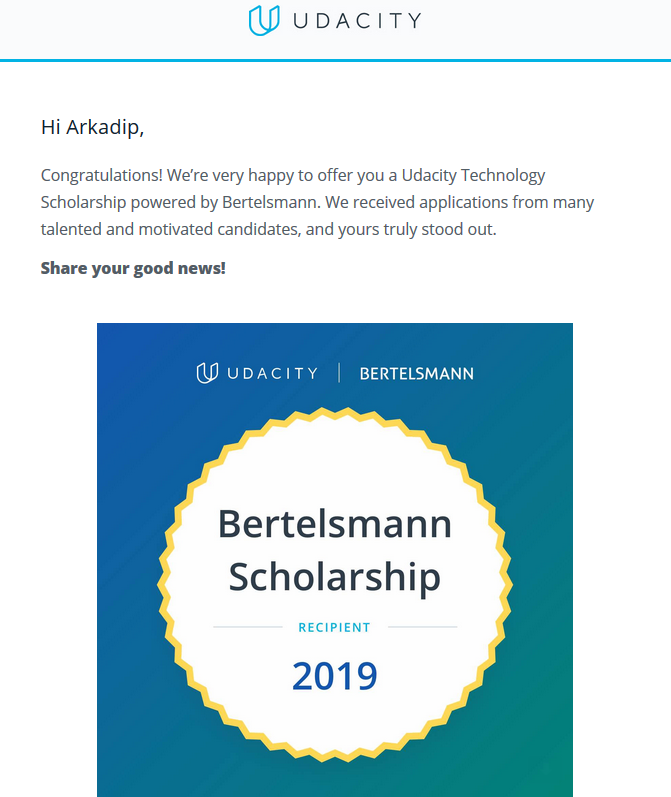 UDACITY
Hi Arkadip,
Congratulations! We’re very happy to offer you a Udacity Technology
Scholarship powered by Bertelsmann. We received applications from many
talented and motivated candidates, and yours truly stood out.
Share your good news!
UDACITY | BERTELSMANN
Bertelsmann
Scholarship
RECIPIENT
2019